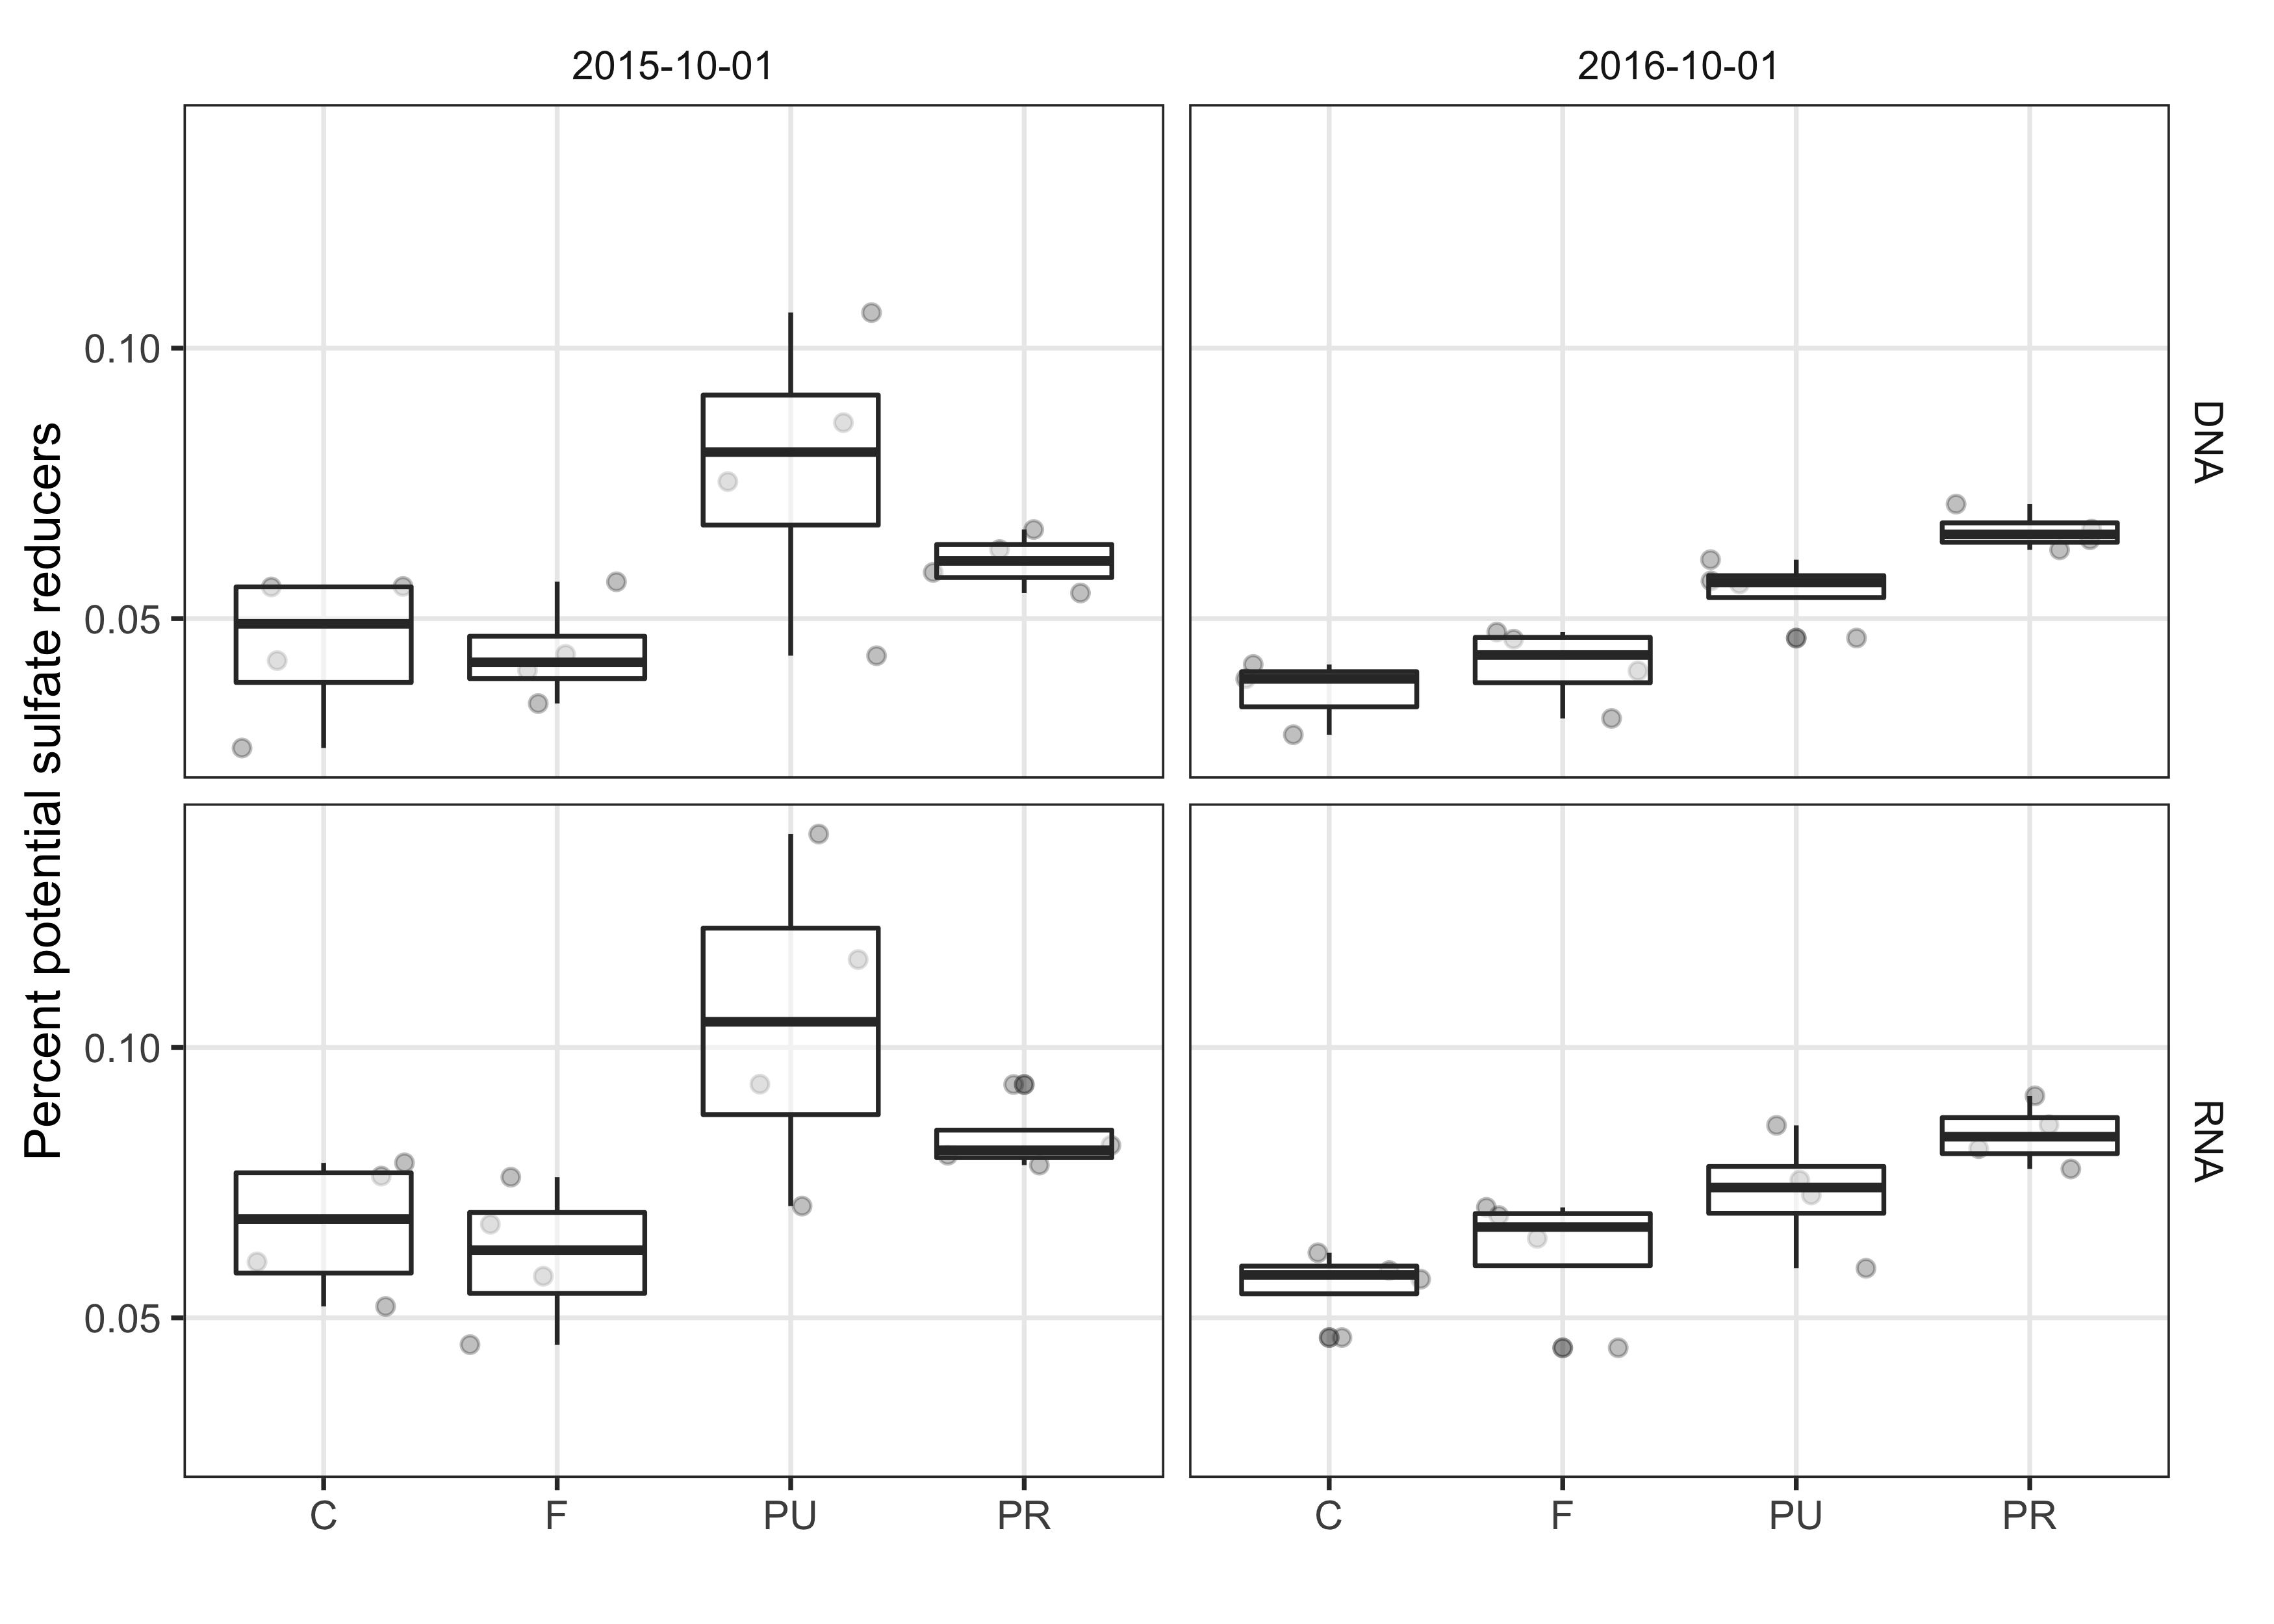 2015-10-01
2016-10-01
Percent potential sulfate reducers
0.10
0.05
DNA
0.10
0.05
RNA
C
F
PU
PR
C
F
PU
PR